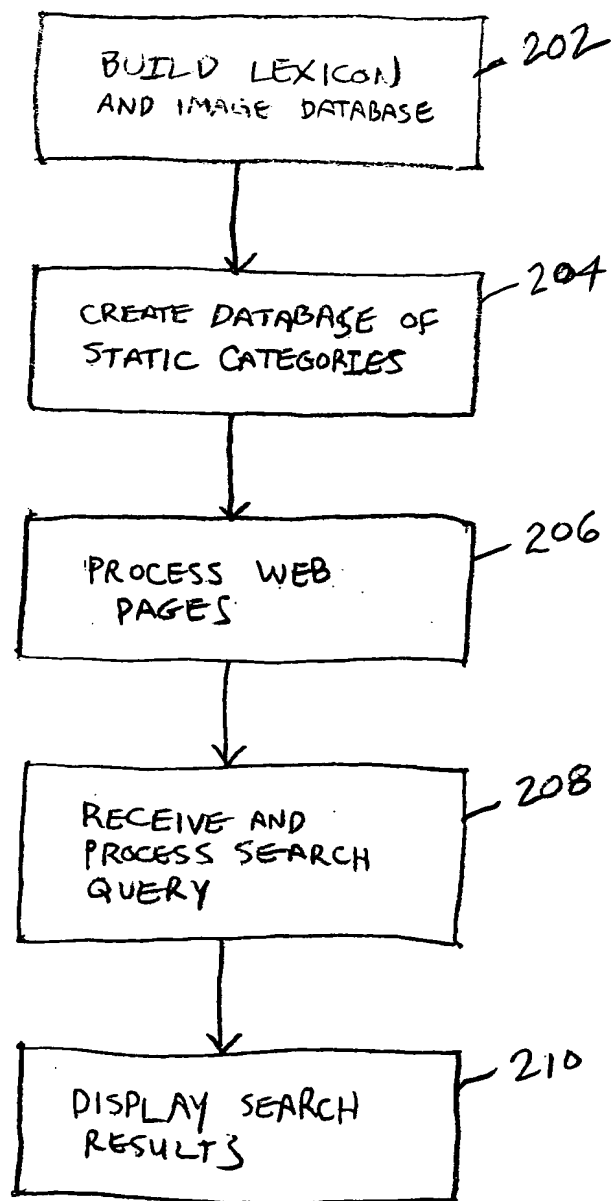 BUILD LEXICON
AND IMAGE DATABASE
202
CREATE DATABASE OF
STATIC CATEGORIES
204
PROCESS WEB
PAGES
206
RECEIVE AND
PROCESS SEARCH
QUERY
208
DISPLAY SEARCH
RESULTS
210